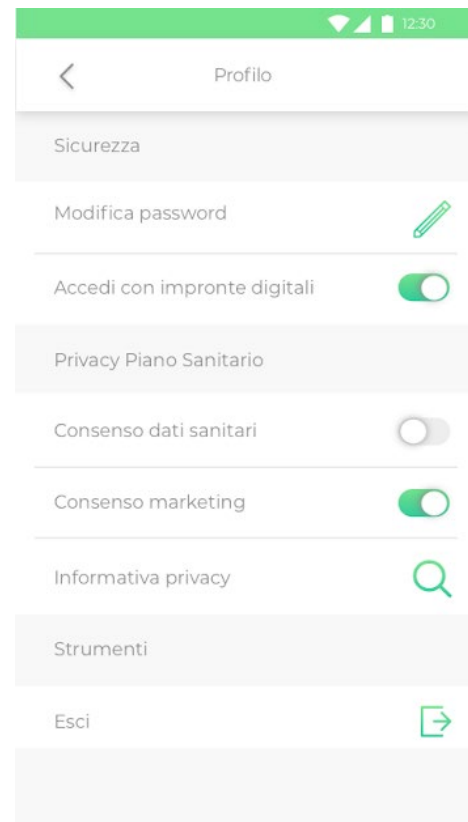 12:30
Profilo
Sicurezza
Modifica password
Accedi con impronte digitali
Privacy Piano Sanitario
Consenso dati sanitari
Consenso marketing
Informativa privacy
Strumenti
Esci